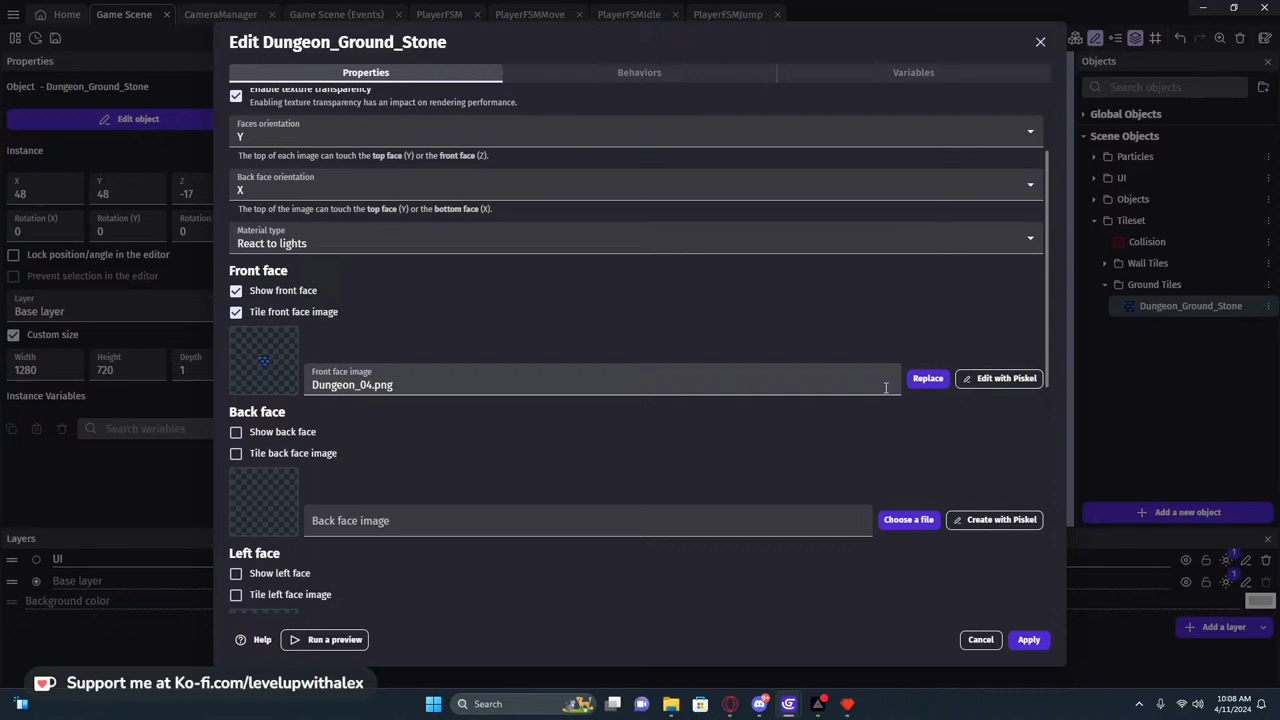 Home
Game Scene
CameraManager
Game Scene (Events)
PlayerFSM
PlayerFSMMove
PlayerFSMIdle
PlayerFSMJump
Properties
Object - Dungeon_Ground_Stone
Edit object
Instance
X
48
Y
48
Z
-17
Rotation (X)
0
Rotation (Y)
0
Rotation (Z)
0
Lock position/angle in the editor
Prevent selection in the editor
Layer
Base layer
Custom size
Width
1280
Height
720
Depth
1
Instance Variables
Search variables
Edit Dungeon_Ground_Stone
Properties
Behaviors
Variables
Enable texture transparency
Enabling texture transparency has an impact on rendering performance.
Faces orientation
Y
The top of each image can touch the top face (Y) or the front face (Z).
Back face orientation
X
The top of the image can touch the top face (Y) or the bottom face (X).
Material type
React to lights
Front face
Show front face
Tile front face image
Front face image
Dungeon_04.png
Replace
Edit with Piskel
Back face
Show back face
Tile back face image
Back face image
Choose a file
Create with Piskel
Left face
Show left face
Tile left face image
Help
Run a preview
Cancel
Apply
Objects
Search objects
Global Objects
Scene Objects
Particles
UI
Objects
Tileset
Collision
Wall Tiles
Ground Tiles
Dungeon_Ground_Stone
Add a new object
Layers
UI
1
Base layer
1
Background color
Add a layer
Support me at Ko-fi.com/levelupwithalex
Search
9+
10:08 AM
4/11/2024